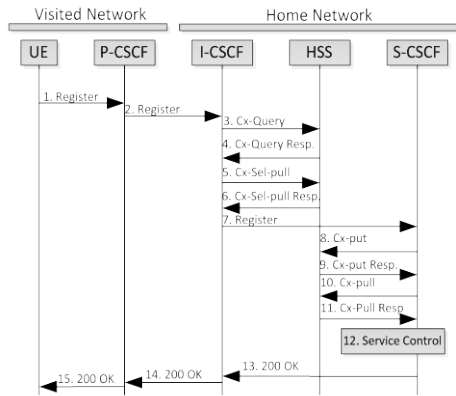 Visited Network
Home Network
UE
P-CSCF
I-CSCF
HSS
S-CSCF
1. Register
2. Register
3. Cx-Query
4. Cx-Query Resp.
5. Cx-Sel-pull
6. Cx-Sel-pull Resp.
7. Register
8. Cx-put
9. Cx-put Resp.
10. Cx-pull
11. Cx-Pull Resp
12. Service Control
13. 200 OK
14. 200 OK
15. 200 OK